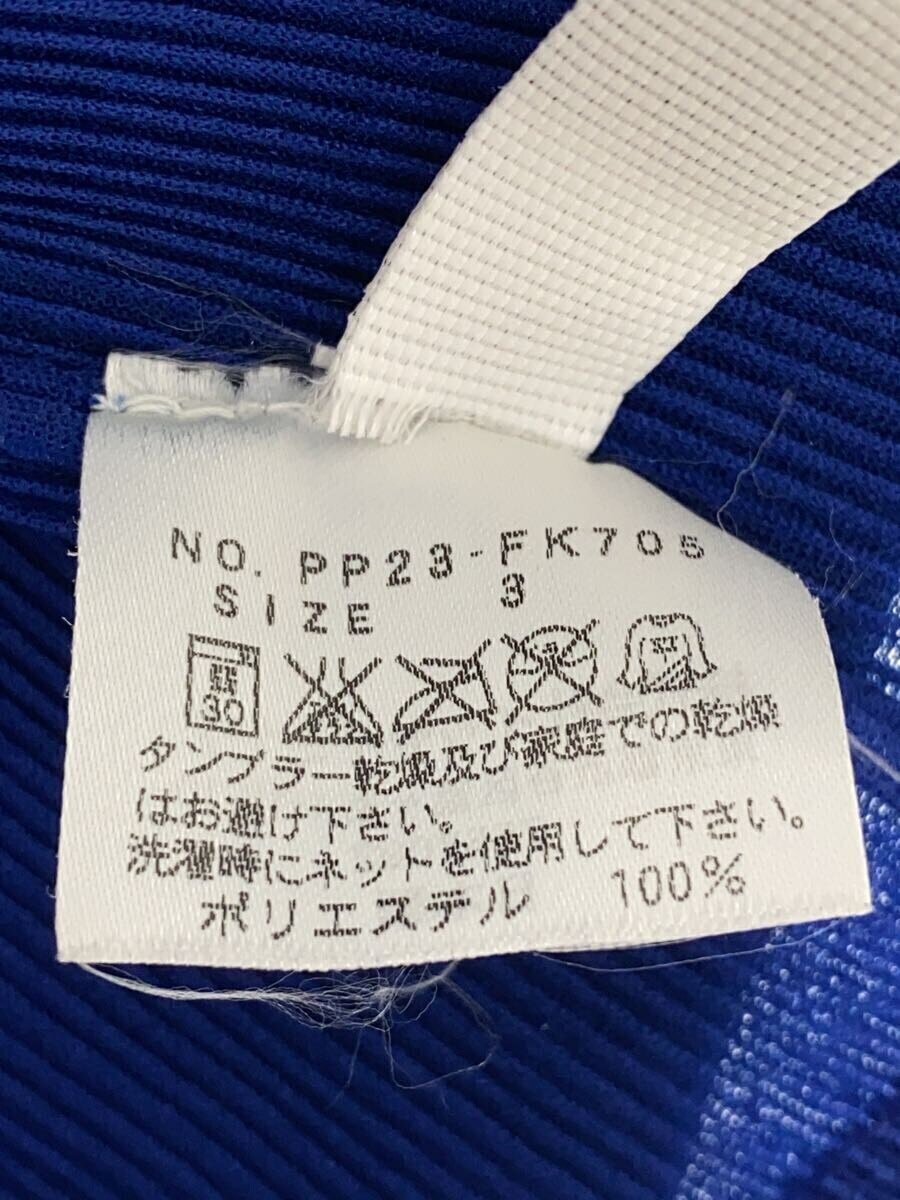 NO. PP23-FK705
SIZE 3
30
タンブラー乾燥及び家庭での乾燥
はお避け下さい。
洗濯時にネットを使用して下さい。
ポリエステル 100%